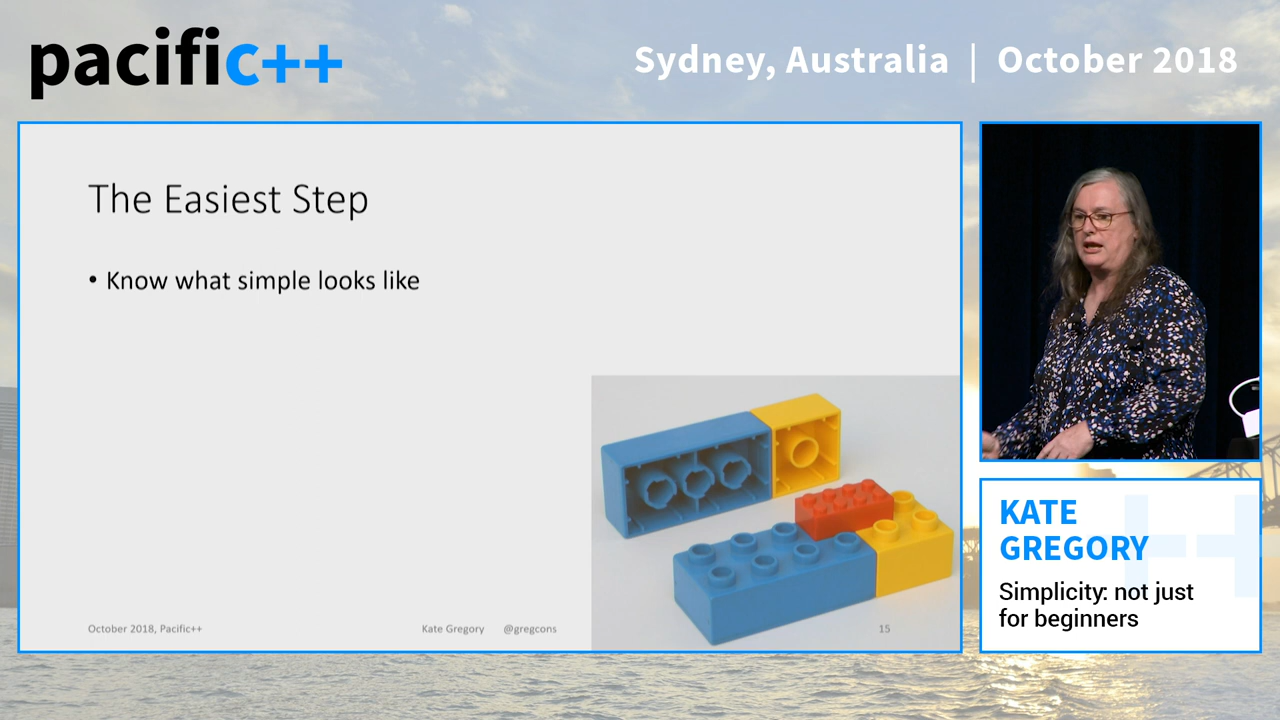 pacific++
Sydney, Australia | October 2018
The Easiest Step
• Know what simple looks like
October 2018, Pacific++
Kate Gregory @gregcons
15
KATE
GREGORY
Simplicity: not just
for beginners